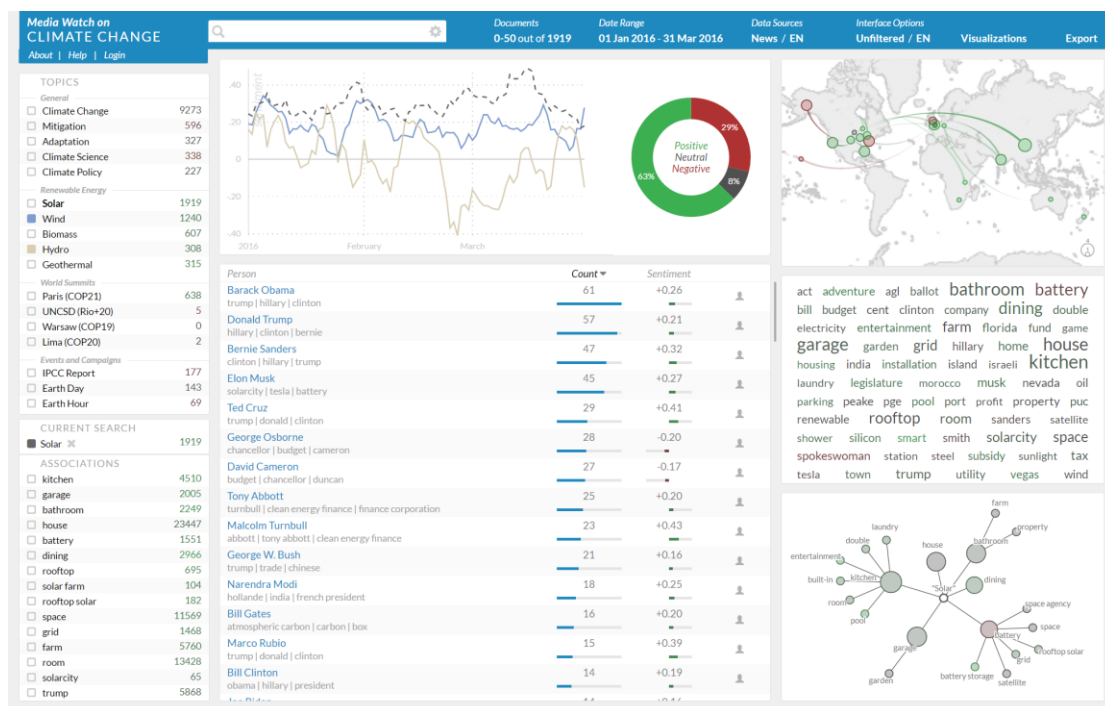 Media Watch on
CLIMATE CHANGE
About | Help | Login
Documents
0-50 out of 1919
Date Range
01 Jan 2016 - 31 Mar 2016
Data Sources
News / EN
Interface Options
Unfiltered / EN
Visualizations
Export
TOPICS
General
Climate Change 9273
Mitigation 596
Adaptation 327
Climate Science 338
Climate Policy 227
Renewable Energy
Solar 1919
Wind 1240
Biomass 607
Hydro 308
Geothermal 315
World Summits
Paris (COP21) 638
UNCSD (Rio+20) 5
Warsaw (COP19) 0
Lima (COP20) 2
Events and Campaigns
IPCC Report 177
Earth Day 143
Earth Hour 69
CURRENT SEARCH
Solar 1919
ASSOCIATIONS
kitchen 4510
garage 2005
bathroom 2249
house 23447
battery 1551
dining 2966
rooftop 695
solar farm 104
rooftop solar 182
space 11569
grid 1468
farm 5760
room 13428
solarcity 65
trump 5868
.40
.20
0
.20
.40
2016 February March
Positive
Neutral
Negative
29%
8%
63%
Person Count Sentiment
Barack Obama 61 +0.26
trump | hillary | clinton
Donald Trump 57 +0.21
hillary | clinton | bernie
Bernie Sanders 47 +0.32
clinton | hillary | trump
Elon Musk 45 +0.27
solarcity | tesla | battery
Ted Cruz 29 +0.41
trump | donald | clinton
George Osborne 28 -0.20
chancellor | budget | cameron
David Cameron 27 -0.17
budget | chancellor | duncan
Tony Abbott 25 +0.20
turnbull | clean energy finance | finance corporation
Malcolm Turnbull 23 +0.43
abbott | tony abbott | clean energy finance
George W. Bush 21 +0.16
trump | trade | chinese
Narendra Modi 18 +0.25
hollande | india | french president
Bill Gates 16 +0.20
atmospheric carbon | carbon | box
Marco Rubio 15 +0.39
trump | donald | clinton
Bill Clinton 14 +0.19
obama | hillary | president
act adventure agl ballot bathroom battery
bill budget cent clinton company dining double
electricity entertainment farm florida fund game
garage garden grid hillary home house
housing india installation island israeli kitchen
laundry legislature morocco musk nevada oil
parking peake pge pool port profit property puc
renewable rooftop room sanders satellite
shower silicon smart smith solarcity space
spokeswoman station steel subsidy sunlight tax
tesla town trump utility vegas wind
farm
laundry
property
double
house
bathroom
entertainment
built-in
kitchen
"Solar"
dining
room
space agency
pool
space
battery
garage
rooftop solar
grid
garden
battery storage
satellite